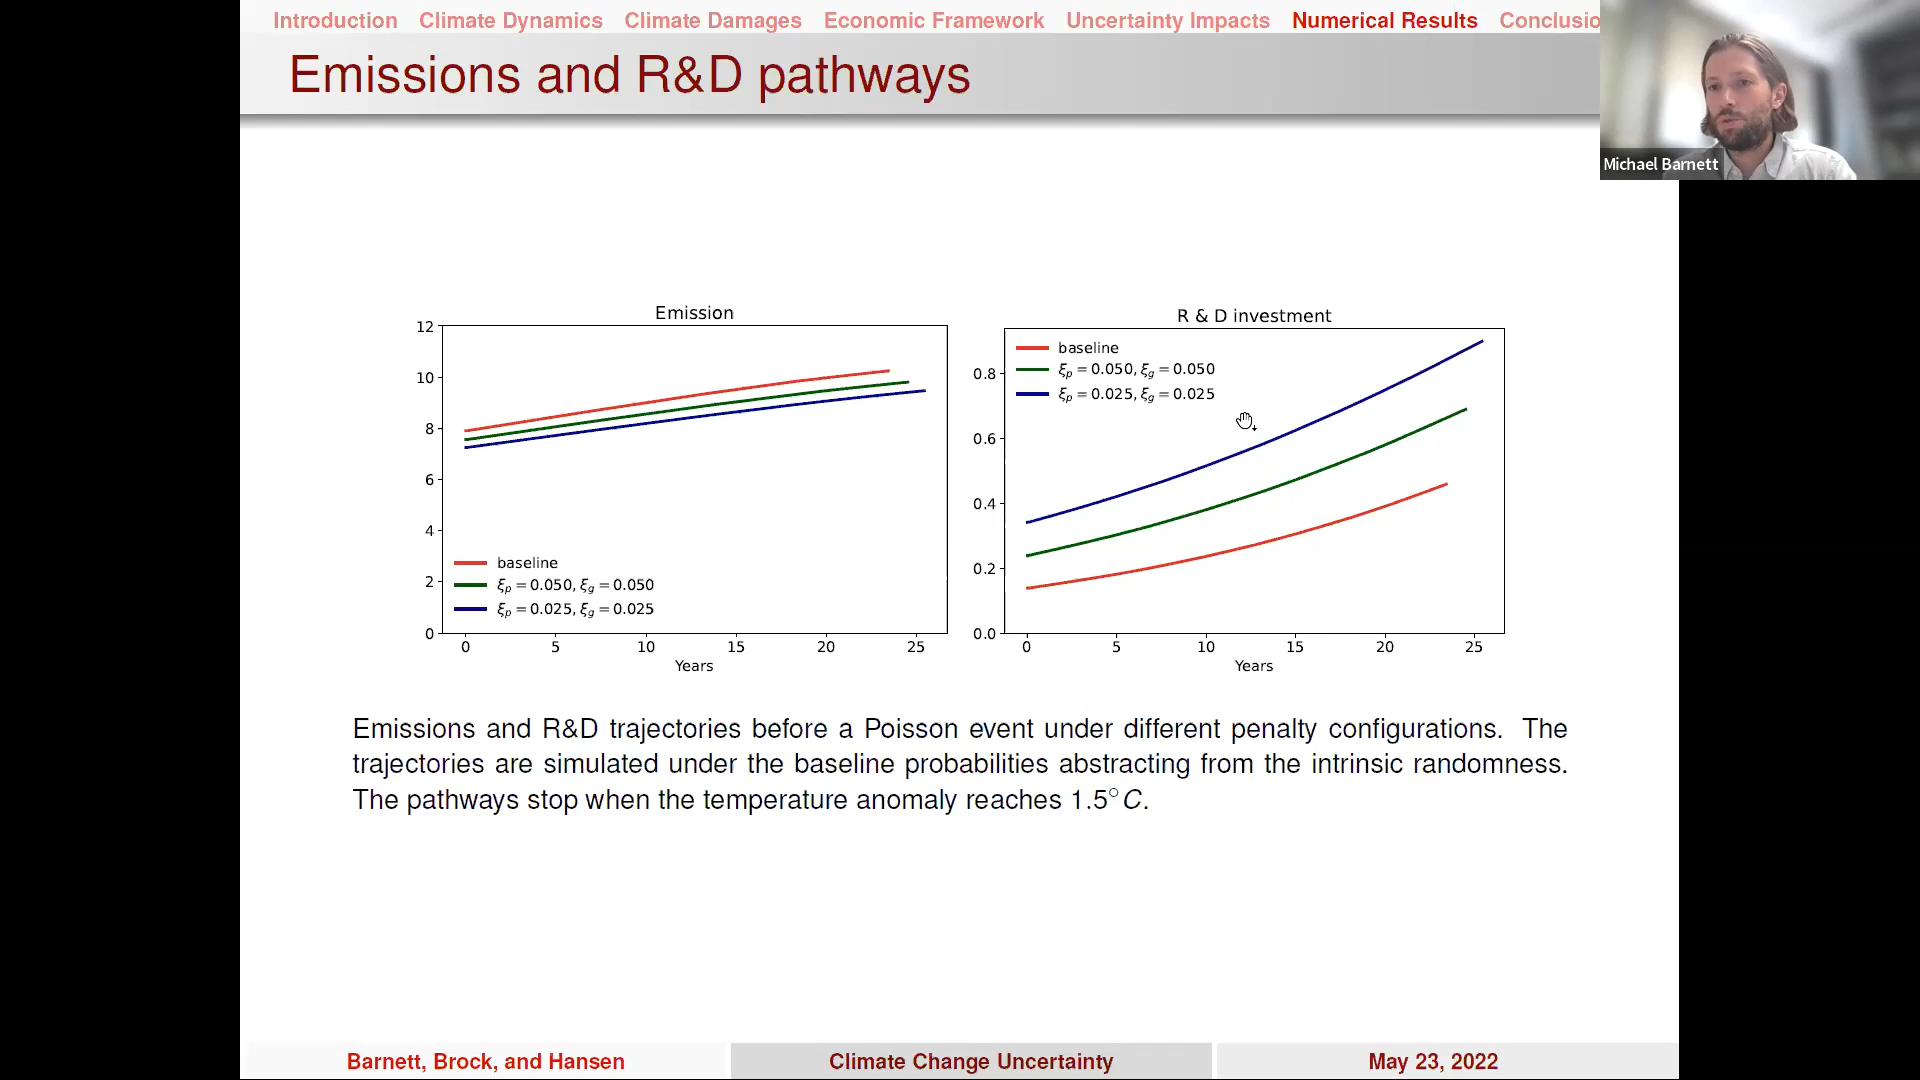 Introduction Climate Dynamics Climate Damages Economic Framework Uncertainty Impacts Numerical Results Conclusio
Emissions and R&D pathways
Michael Barnett
Emission
12
10
8
6
4
2
0
baseline
ξp = 0.050, ξg = 0.050
ξp = 0.025, ξg = 0.025
0 5 10 15 20 25
Years
R & D investment
0.8
0.6
0.4
0.2
0.0
baseline
ξp = 0.050, ξg = 0.050
ξp = 0.025, ξg = 0.025
0 5 10 15 20 25
Years
Emissions and R&D trajectories before a Poisson event under different penalty configurations. The
trajectories are simulated under the baseline probabilities abstracting from the intrinsic randomness.
The pathways stop when the temperature anomaly reaches 1.5°C.
Barnett, Brock, and Hansen Climate Change Uncertainty May 23, 2022